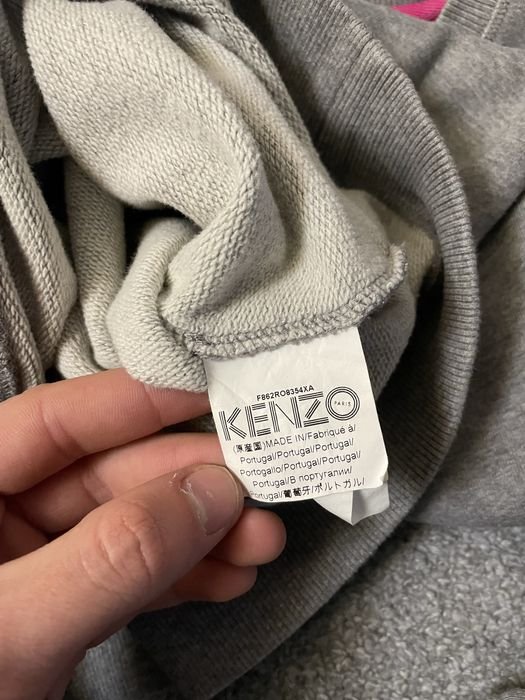 F862RO8354XA
KENZO
PARIS
(原産国)MADE IN/Fabriqué à/
Portugal/Portugal/Portugal/
Portogallo/Portugal/Portugal/
Portugal/В португалии/
Portugal/葡萄牙/ポルトガル/